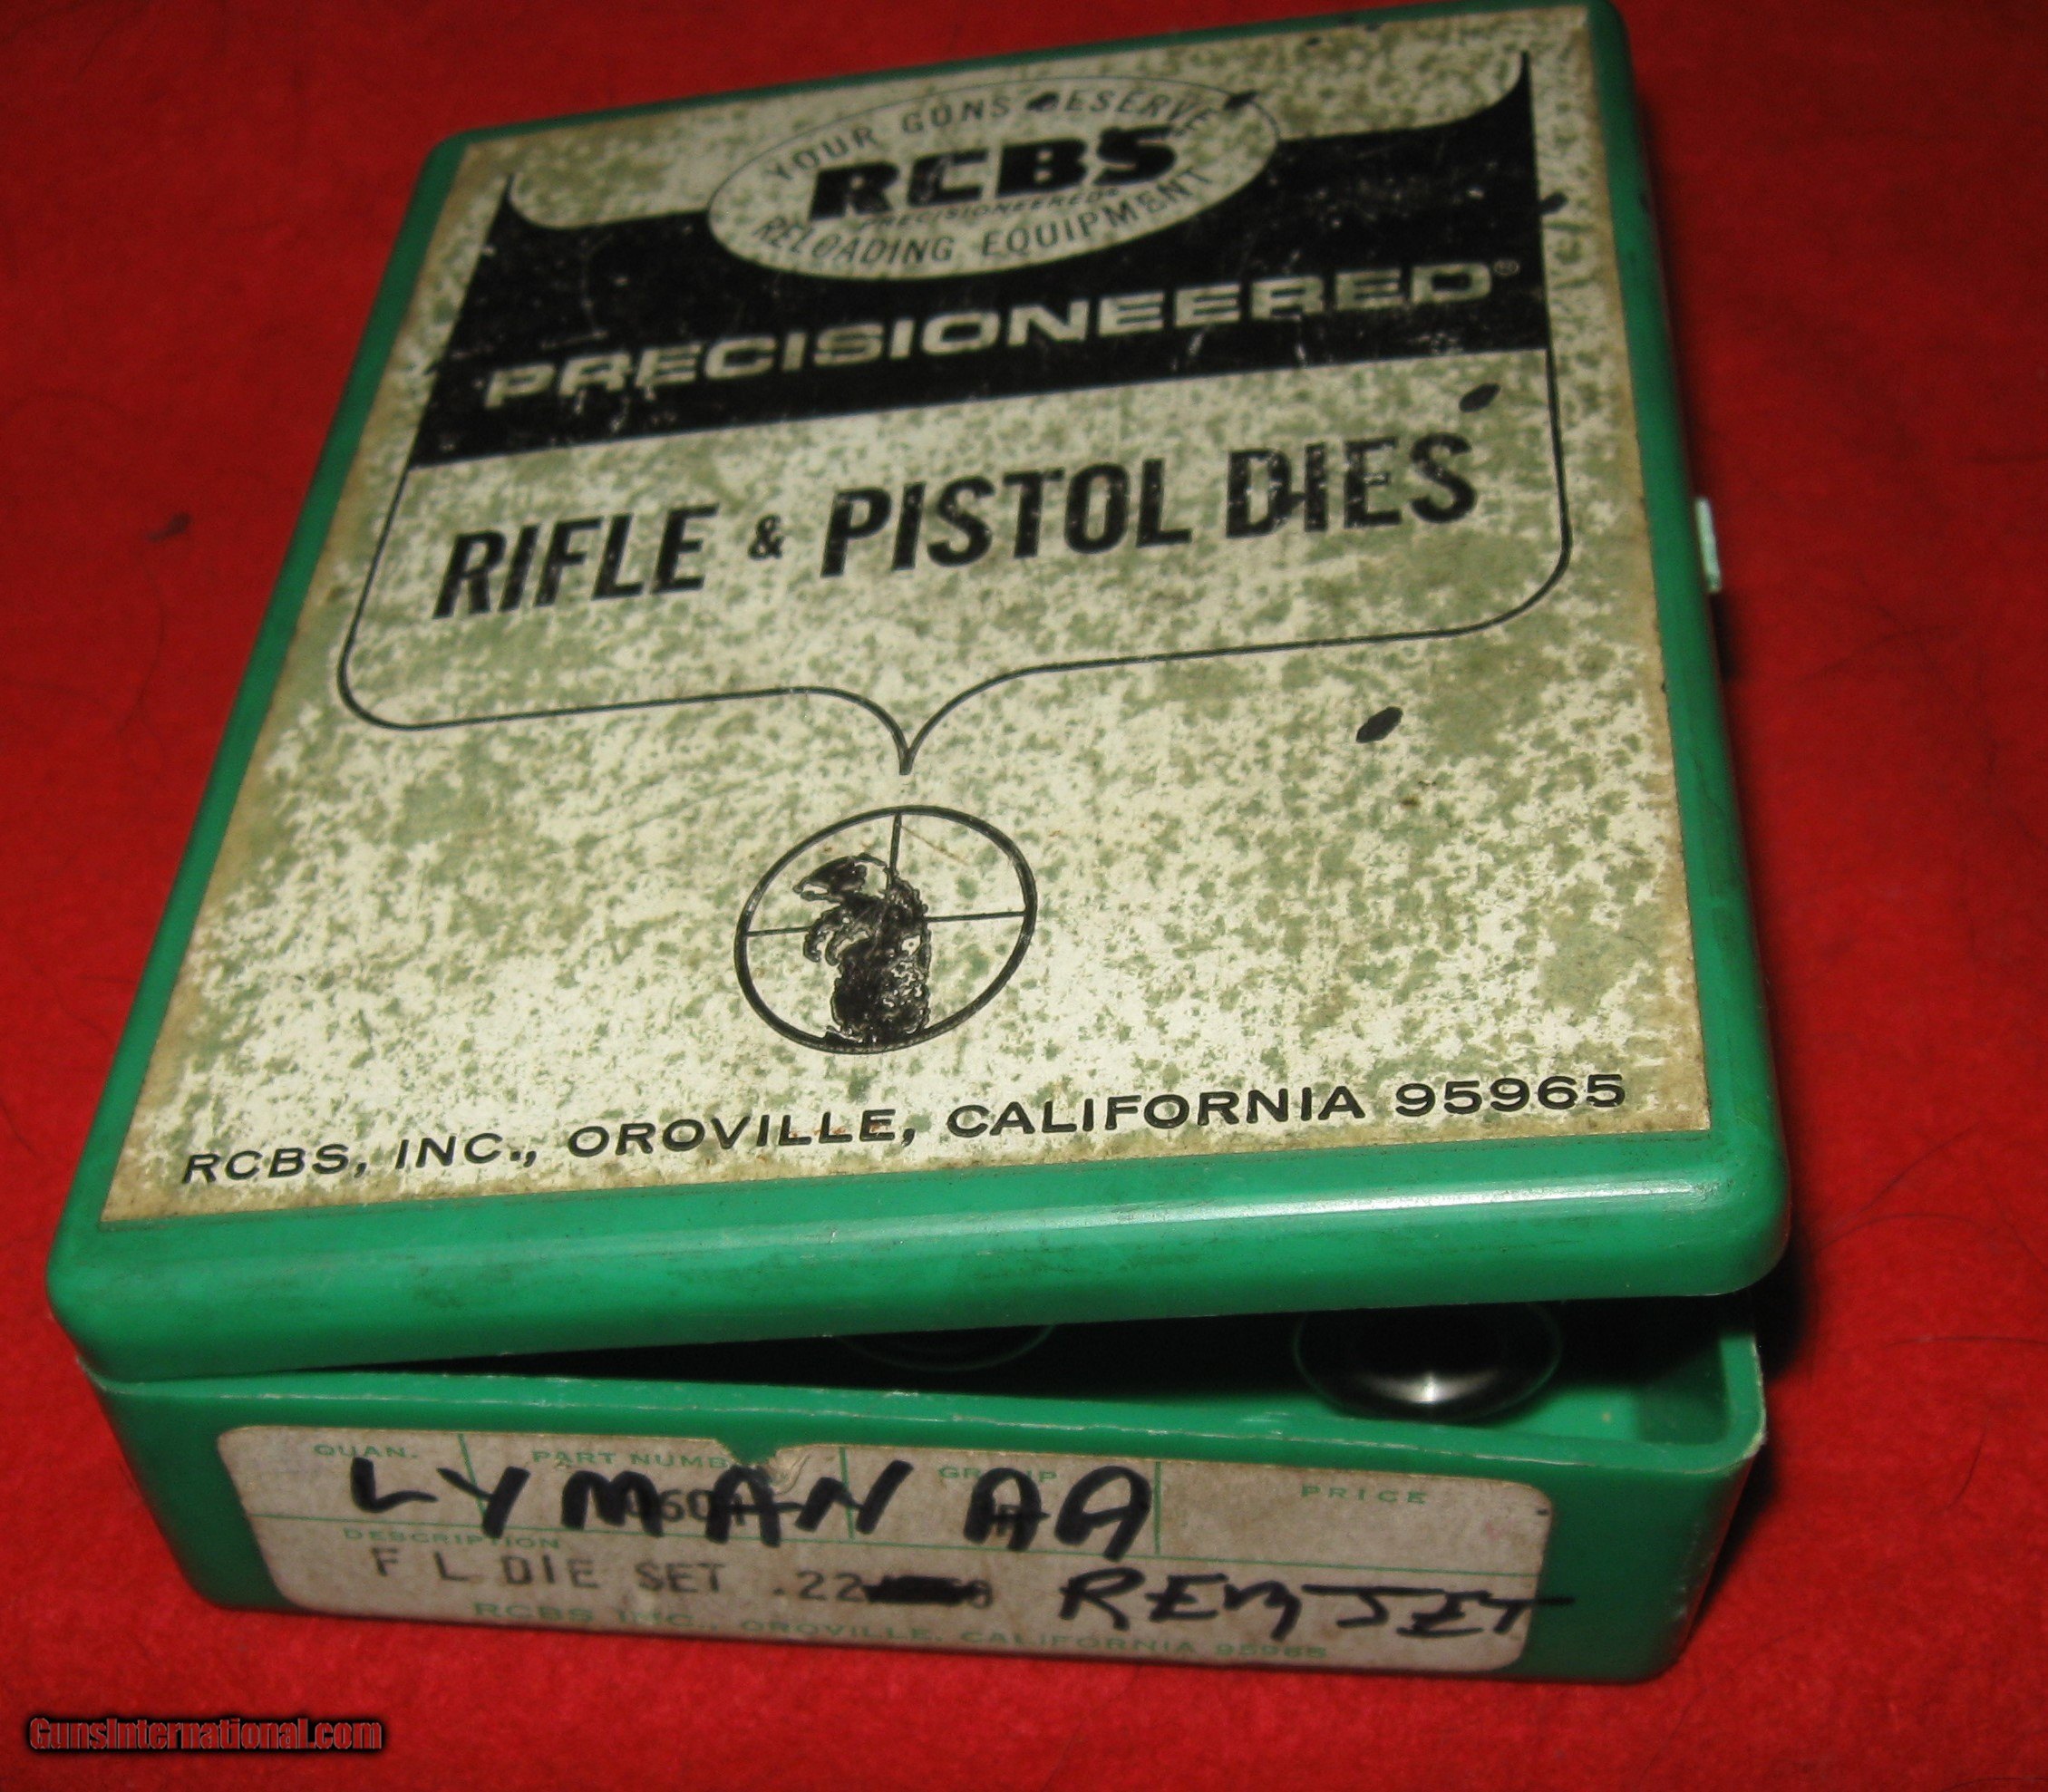 YOUR GUNS DESERVE
RCBS
PRECISIONEERED
RELOADING EQUIPMENT
PRECISIONEERED®
RIFLE & PISTOL DIES
RCBS, INC., OROVILLE, CALIFORNIA 95965
QUAN. PART NUMBER GROUP PRICE
LYMAN AA
DESCRIPTION
F L DIE SET .22 REM JET
RCBS INC., OROVILLE, CALIFORNIA 95965
GunsInternational.com